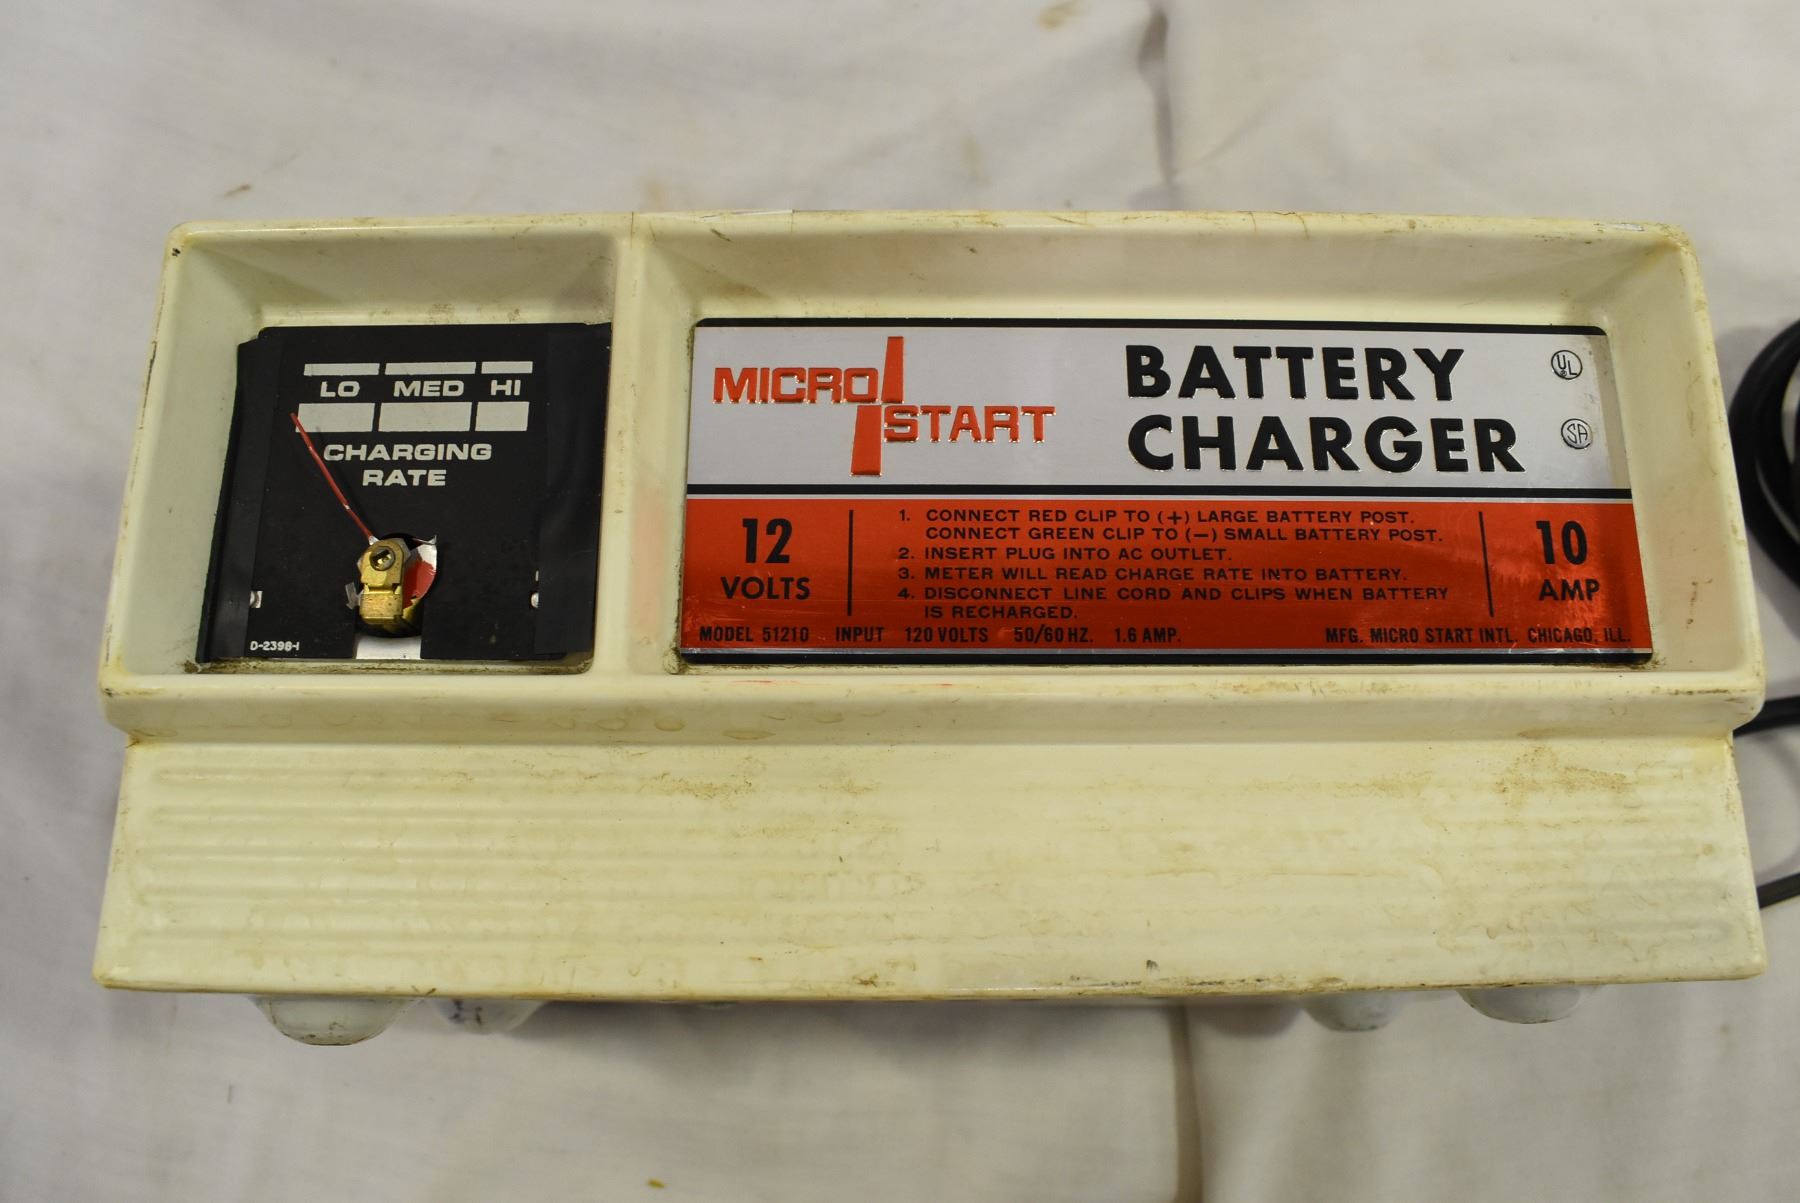 LO MED HI
CHARGING
RATE
D-2398-1
MICRO START
BATTERY
CHARGER
UL
SA
12
VOLTS
1. CONNECT RED CLIP TO (+) LARGE BATTERY POST.
CONNECT GREEN CLIP TO (−) SMALL BATTERY POST.
2. INSERT PLUG INTO AC OUTLET.
3. METER WILL READ CHARGE RATE INTO BATTERY.
4. DISCONNECT LINE CORD AND CLIPS WHEN BATTERY
IS RECHARGED.
10
AMP
MODEL 51210 INPUT 120 VOLTS 50/60 HZ. 1.6 AMP. MFG. MICRO START INTL. CHICAGO, ILL.